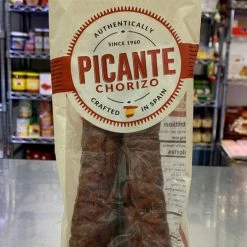 AUTHENTICALLY
SINCE 1960
PICANTE
CHORIZO
CRAFTED IN SPAIN